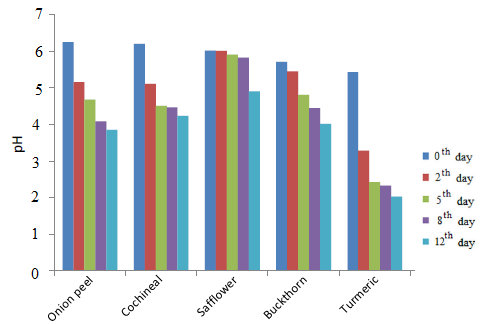 7
6
5
4
3
2
1
0
pH
Onion peel
Cochineal
Safflower
Buckthorn
Turmeric
0th day
2th day
5th day
8th day
12th day